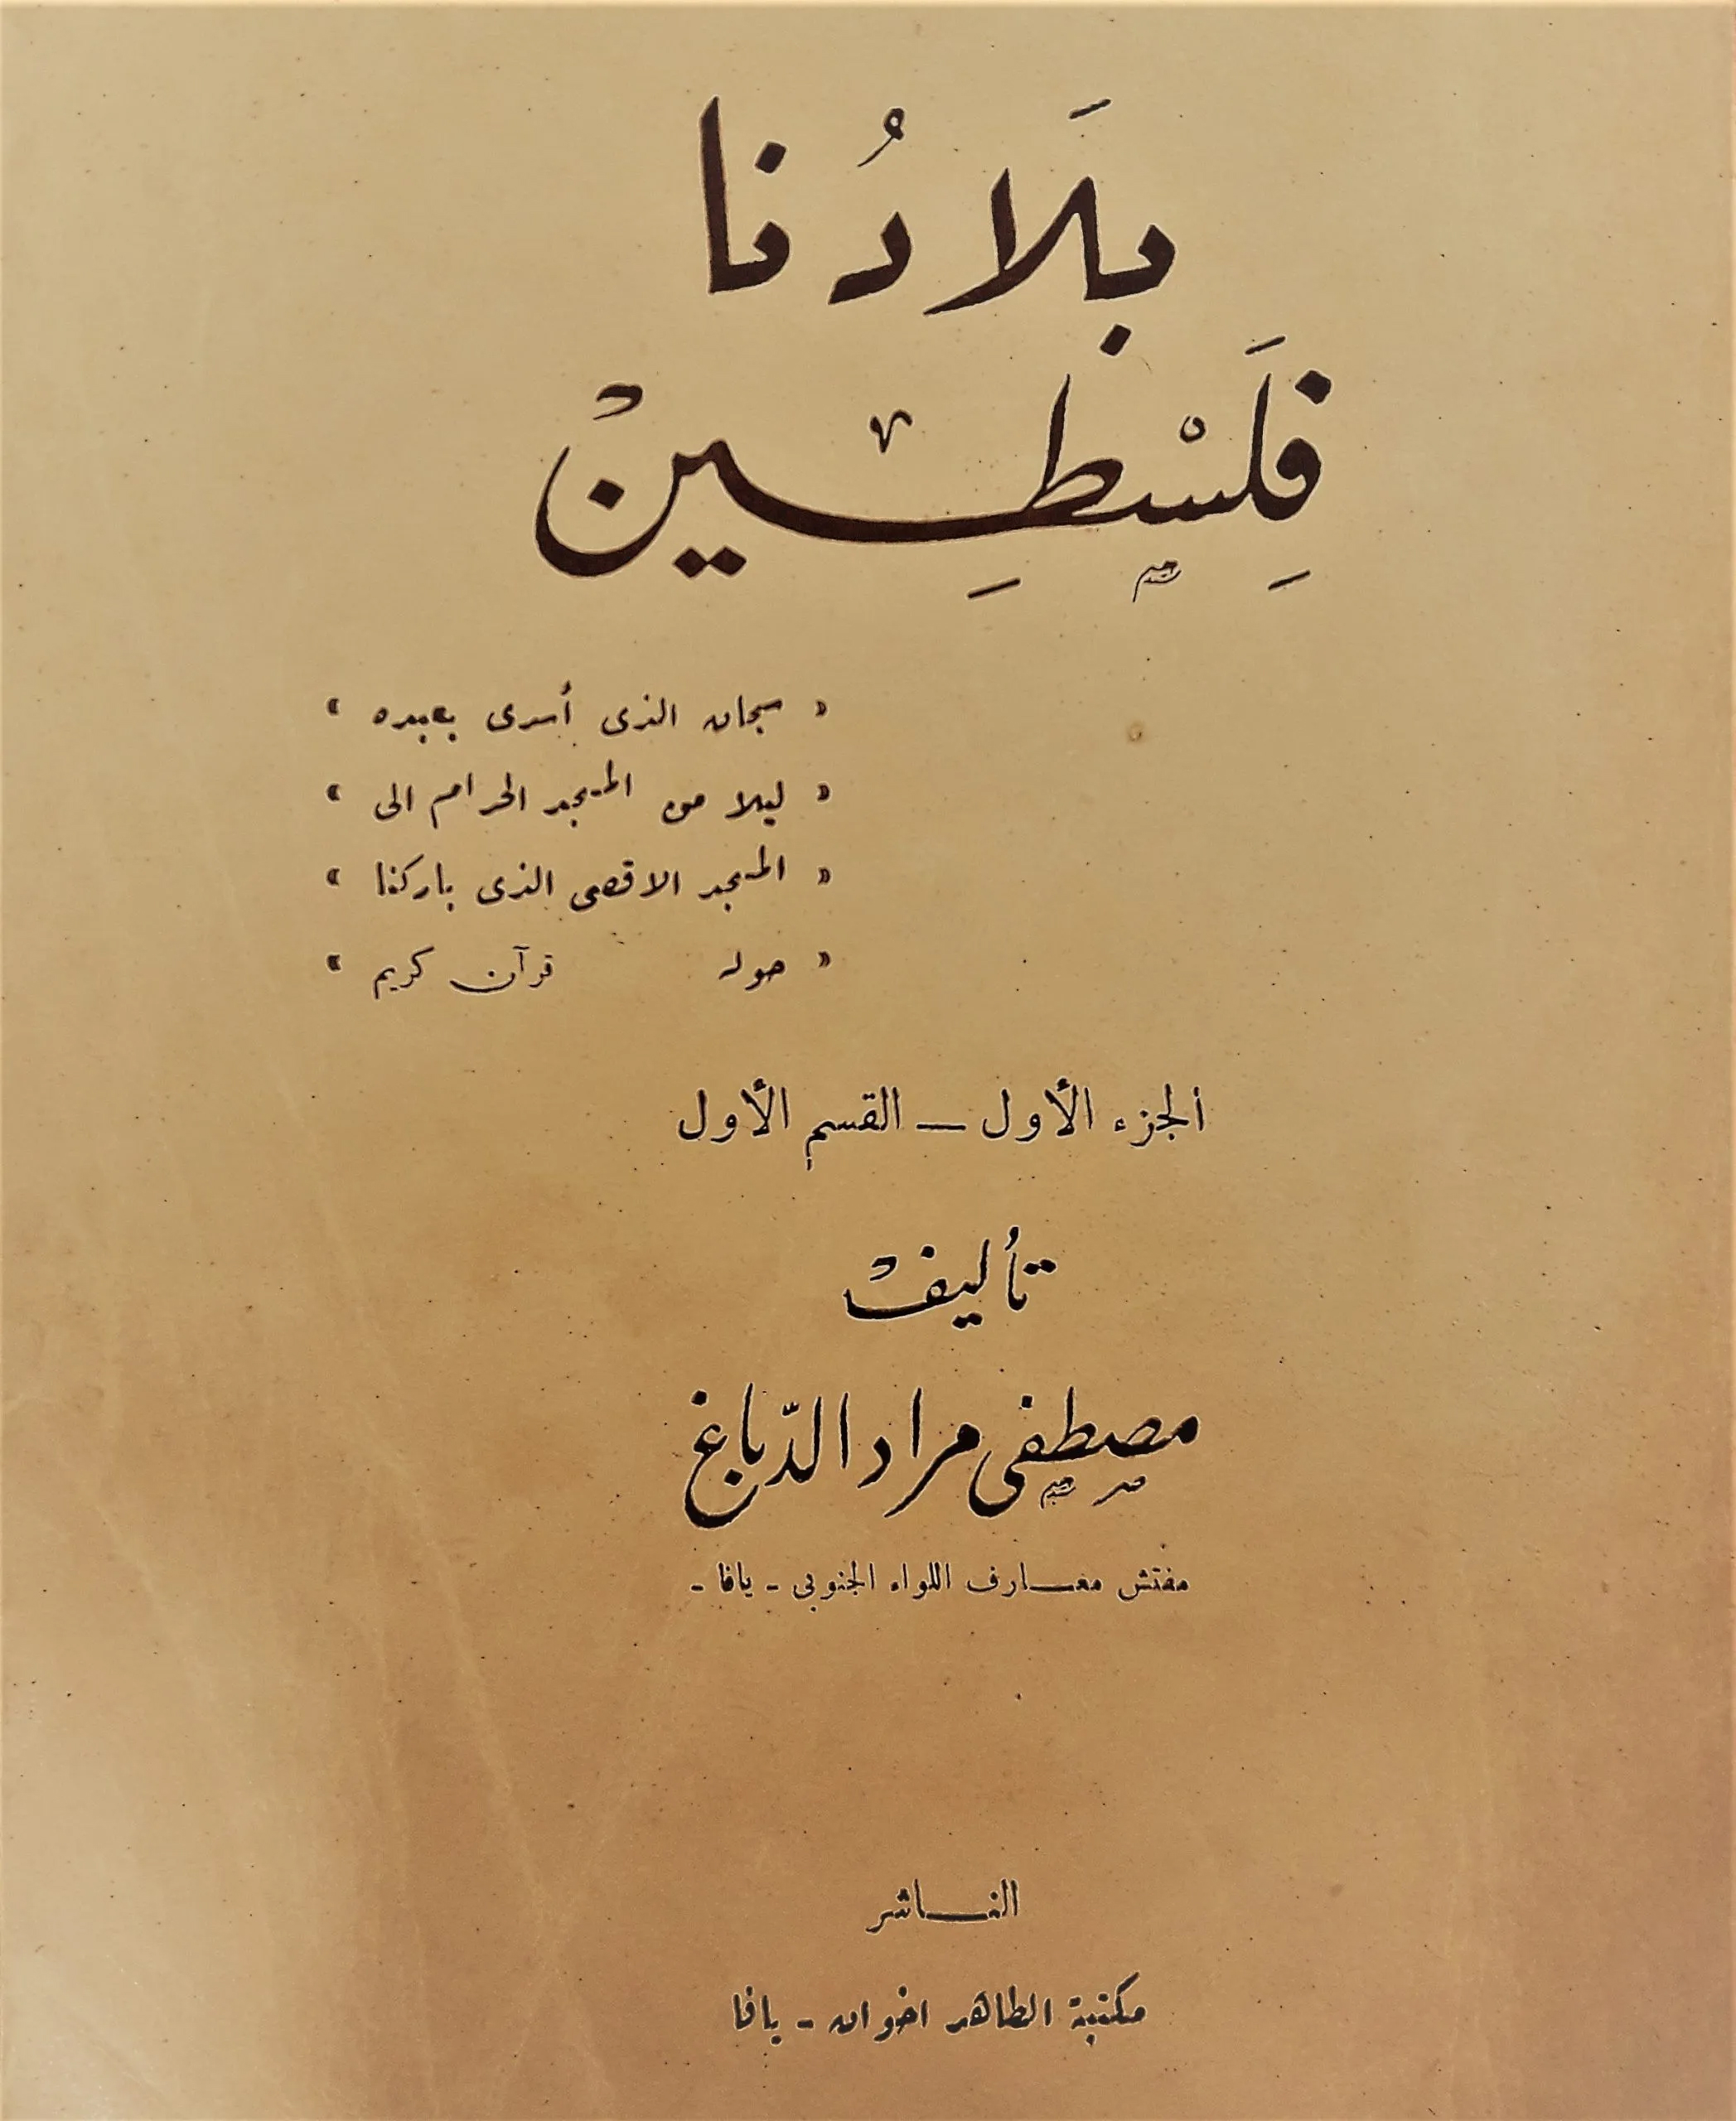 بَلَادُنا
فِلَسْطِين
« سبحان الذى أسرى بعبده »
« ليلا من المسجد الحرام الى »
« المسجد الاقصى الذى باركنا »
« حوله قرآن كريم »
الجزء الأول — القسم الأول
تأليف
مصطفى مراد الدّباغ
مفتش معارف اللواء الجنوبى - يافا -
الناشر
مكتبة الطاهر اخوان - يافا